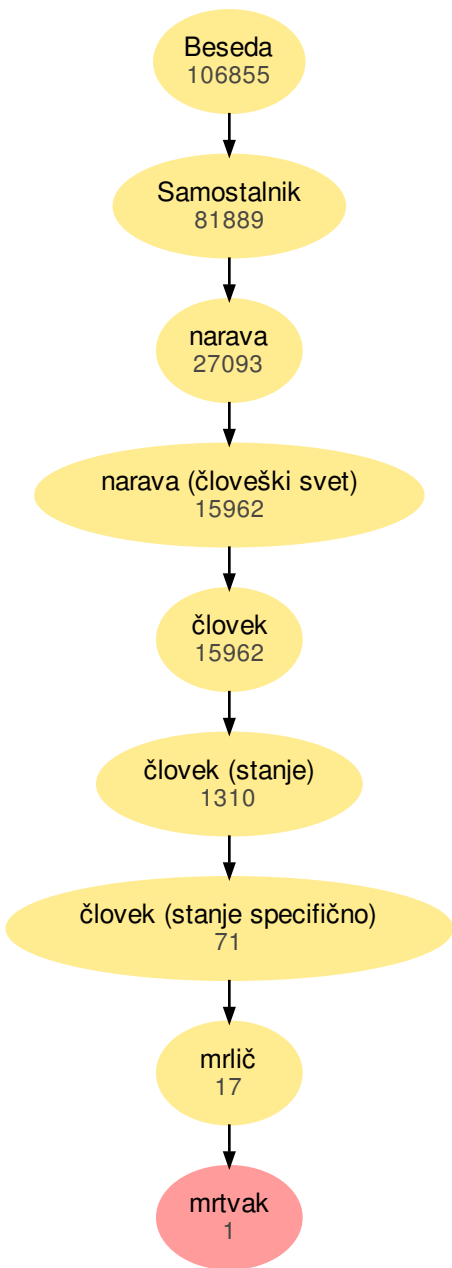 Beseda
106855
Samostalnik
81889
narava
27093
narava (človeški svet)
15962
človek
15962
človek (stanje)
1310
človek (stanje specifično)
71
mrlič
17
mrtvak
1